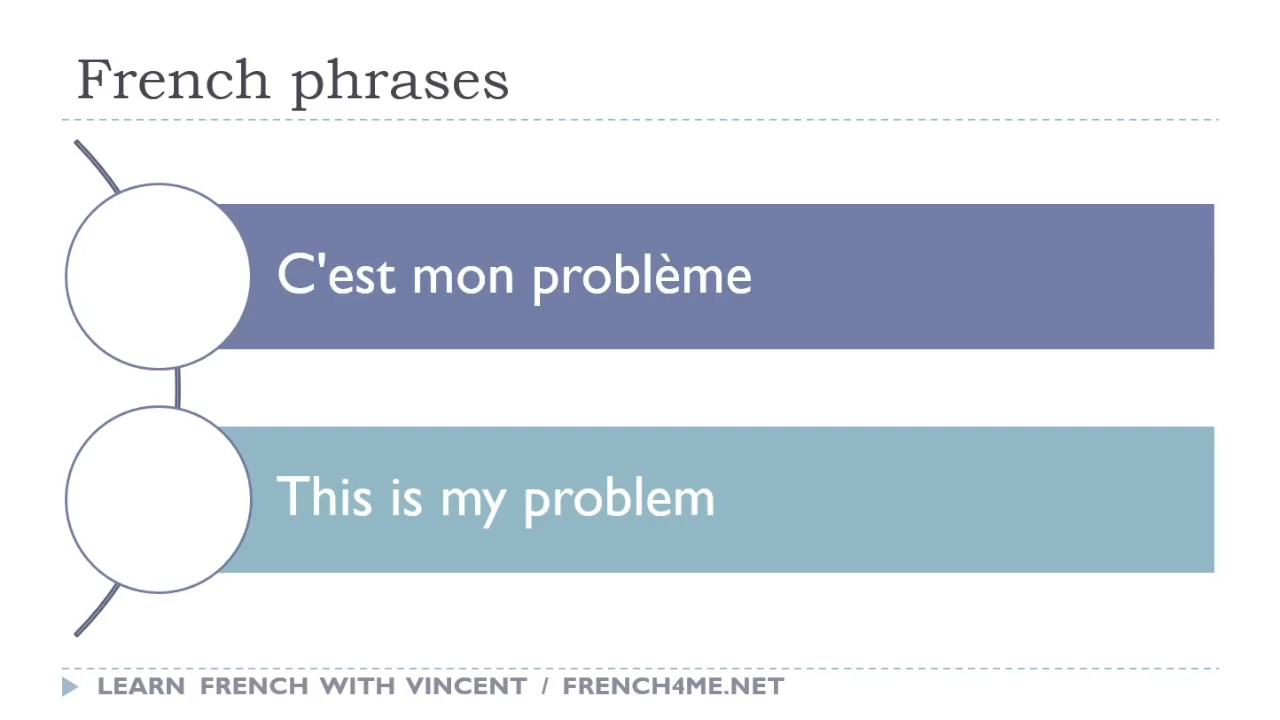 French phrases
C'est mon problème
This is my problem
LEARN FRENCH WITH VINCENT / FRENCH4ME.NET